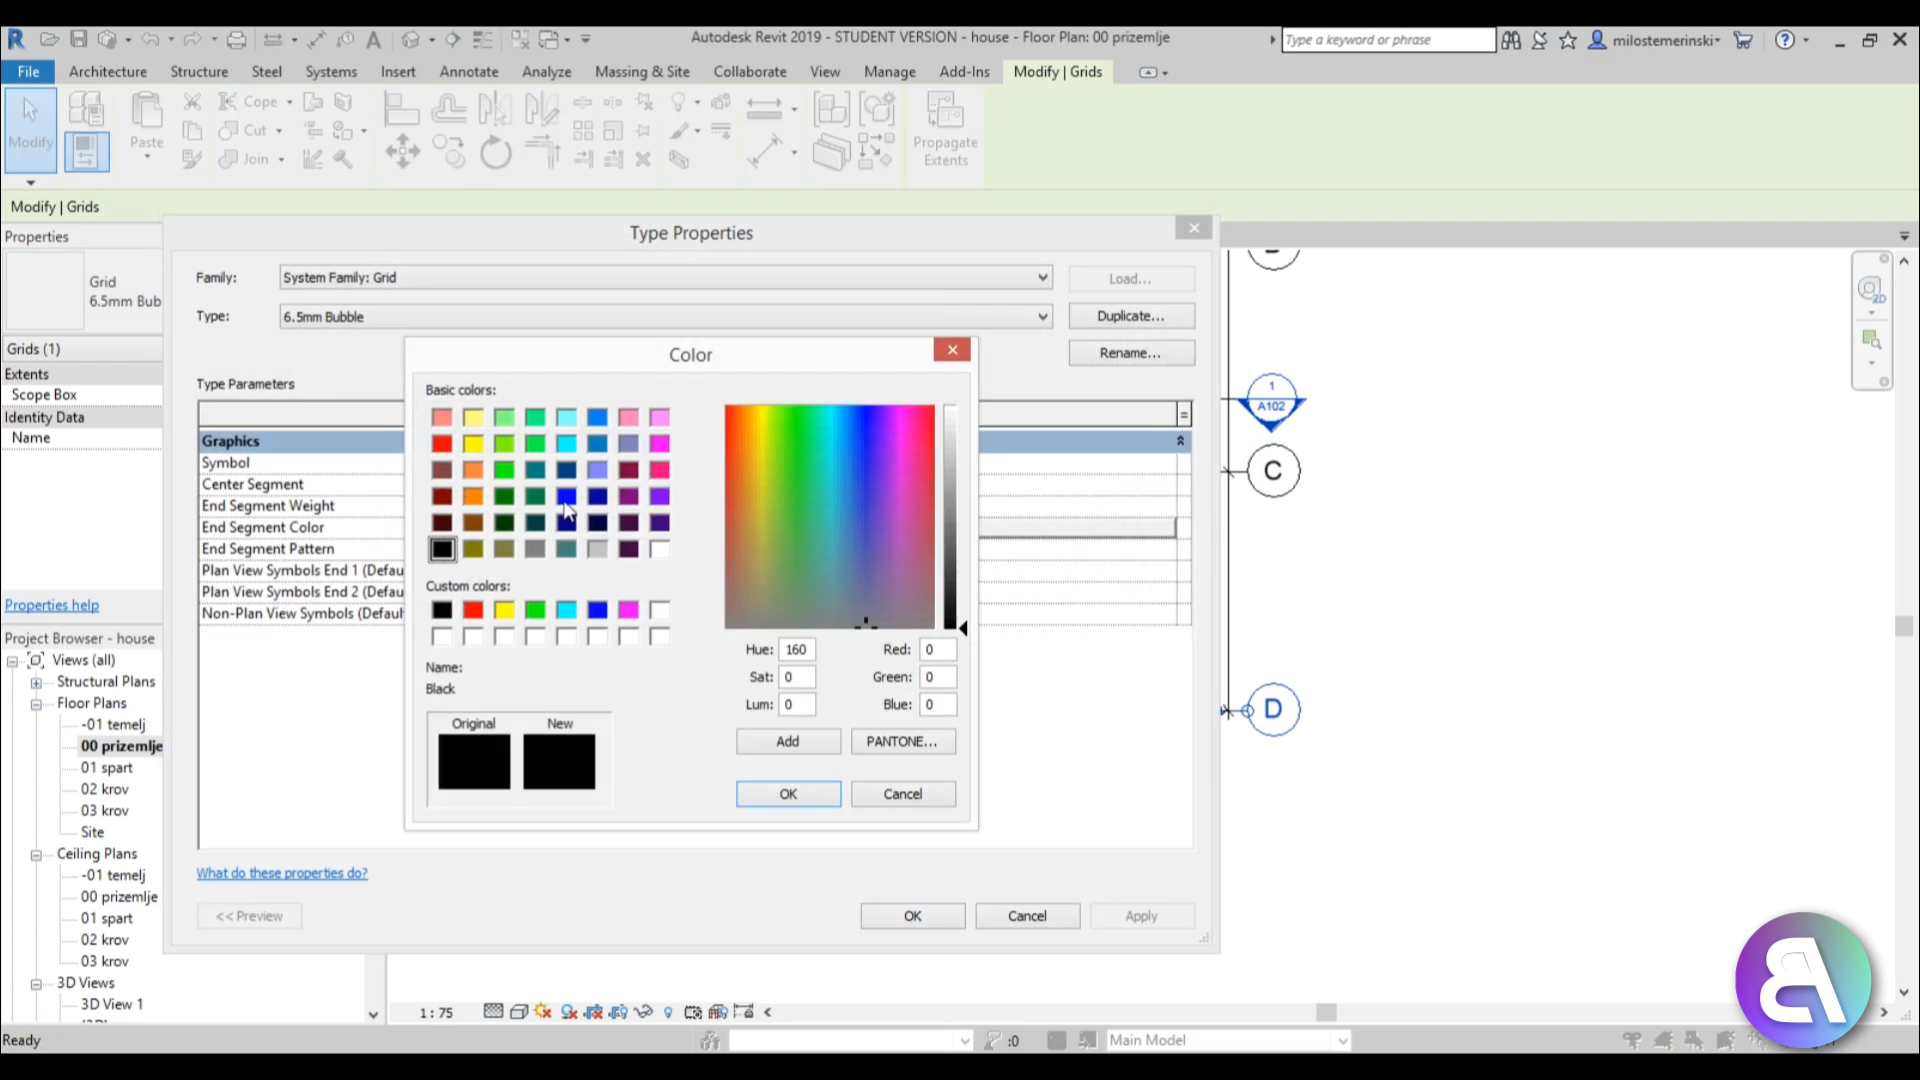 Autodesk Revit 2019 - STUDENT VERSION - house - Floor Plan: 00 prizemlje
Type a keyword or phrase
milostemerinski
File
Architecture
Structure
Steel
Systems
Insert
Annotate
Analyze
Massing & Site
Collaborate
View
Manage
Add-Ins
Modify | Grids
Modify
Paste
Cope
Cut
Join
Propagate
Extents
Modify | Grids
Properties
Grid
6.5mm Bub
Grids (1)
Extents
Scope Box
Identity Data
Name
Properties help
Project Browser - house
Views (all)
Structural Plans
Floor Plans
-01 temelj
00 prizemlje
01 spart
02 krov
03 krov
Site
Ceiling Plans
-01 temelj
00 prizemlje
01 spart
02 krov
03 krov
3D Views
3D View 1
Type Properties
Family:
System Family: Grid
Load...
Type:
6.5mm Bubble
Duplicate...
Rename...
Type Parameters
=
Graphics
Symbol
Center Segment
End Segment Weight
End Segment Color
End Segment Pattern
Plan View Symbols End 1 (Defau
Plan View Symbols End 2 (Defau
Non-Plan View Symbols (Defaul
What do these properties do?
<< Preview
OK
Cancel
Apply
Color
Basic colors:
Custom colors:
Name:
Black
Original
New
Hue: 160
Red: 0
Sat: 0
Green: 0
Lum: 0
Blue: 0
Add
PANTONE...
OK
Cancel
1
A102
C
D
2D
1 : 75
Ready
:0
Main Model